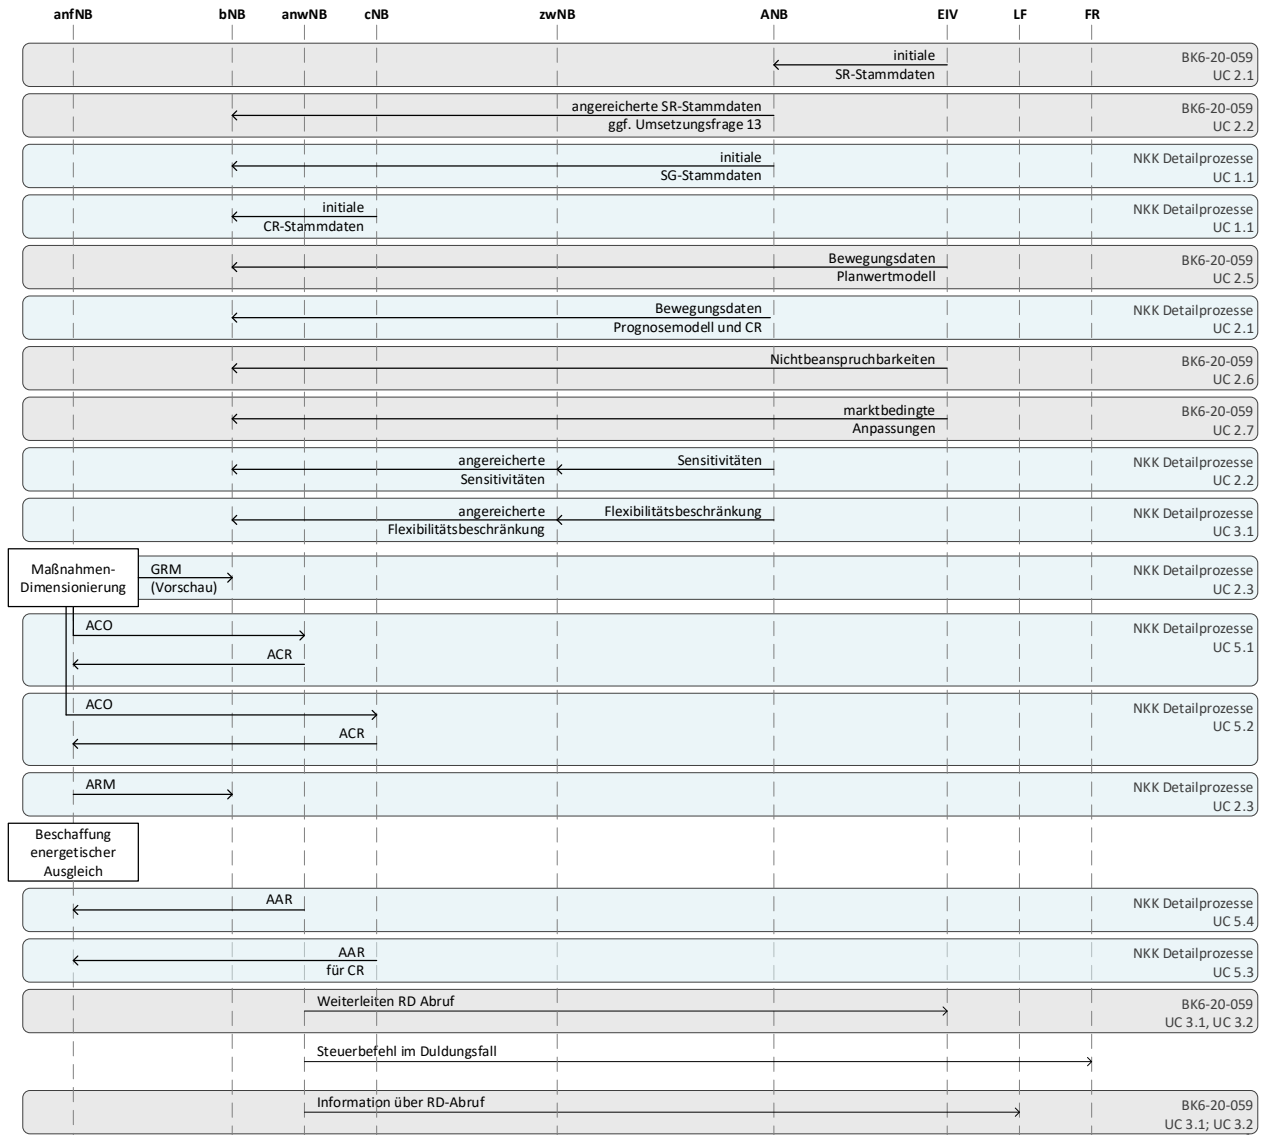 anfNB bNB anwNB cNB zwNB ANB EIV LF FR
initiale
SR-Stammdaten
BK6-20-059
UC 2.1
angereicherte SR-Stammdaten
ggf. Umsetzungsfrage 13
BK6-20-059
UC 2.2
initiale
SG-Stammdaten
NKK Detailprozesse
UC 1.1
initiale
CR-Stammdaten
NKK Detailprozesse
UC 1.1
Bewegungsdaten
Planwertmodell
BK6-20-059
UC 2.5
Bewegungsdaten
Prognosemodell und CR
NKK Detailprozesse
UC 2.1
Nichtbeanspruchbarkeiten
BK6-20-059
UC 2.6
marktbedingte
Anpassungen
BK6-20-059
UC 2.7
angereicherte
Sensitivitäten
Sensitivitäten
NKK Detailprozesse
UC 2.2
angereicherte
Flexibilitätsbeschränkung
Flexibilitätsbeschränkung
NKK Detailprozesse
UC 3.1
Maßnahmen-
Dimensionierung
GRM
(Vorschau)
NKK Detailprozesse
UC 2.3
ACO
ACR
NKK Detailprozesse
UC 5.1
ACO
ACR
NKK Detailprozesse
UC 5.2
ARM
NKK Detailprozesse
UC 2.3
Beschaffung
energetischer
Ausgleich
AAR
NKK Detailprozesse
UC 5.4
AAR
für CR
NKK Detailprozesse
UC 5.3
Weiterleiten RD Abruf
BK6-20-059
UC 3.1, UC 3.2
Steuerbefehl im Duldungsfall
Information über RD-Abruf
BK6-20-059
UC 3.1; UC 3.2